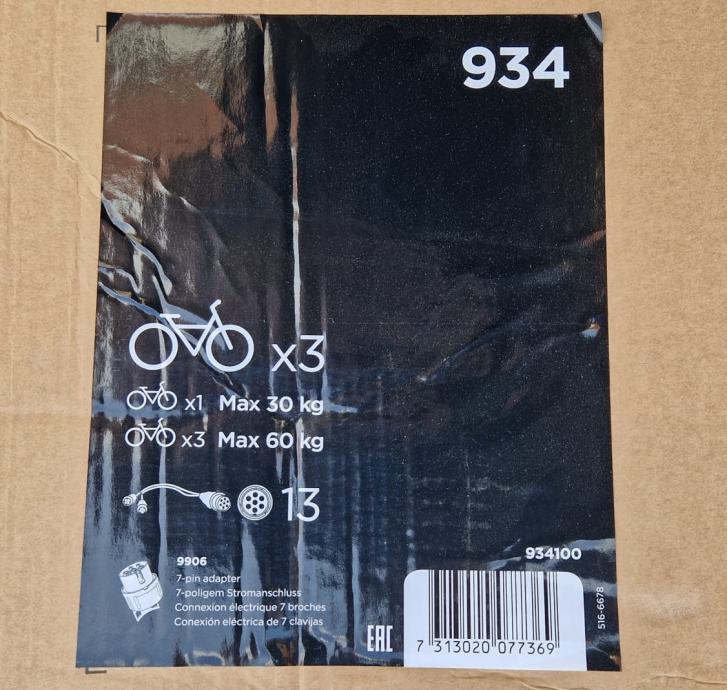 934
x3
x1 Max 30 kg
x3 Max 60 kg
13
9906
7-pin adapter
7-poligem Stromanschluss
Connexion électrique 7 broches
Conexión eléctrica de 7 clavijas
934100
516-6678
EAC
7 313020 077369